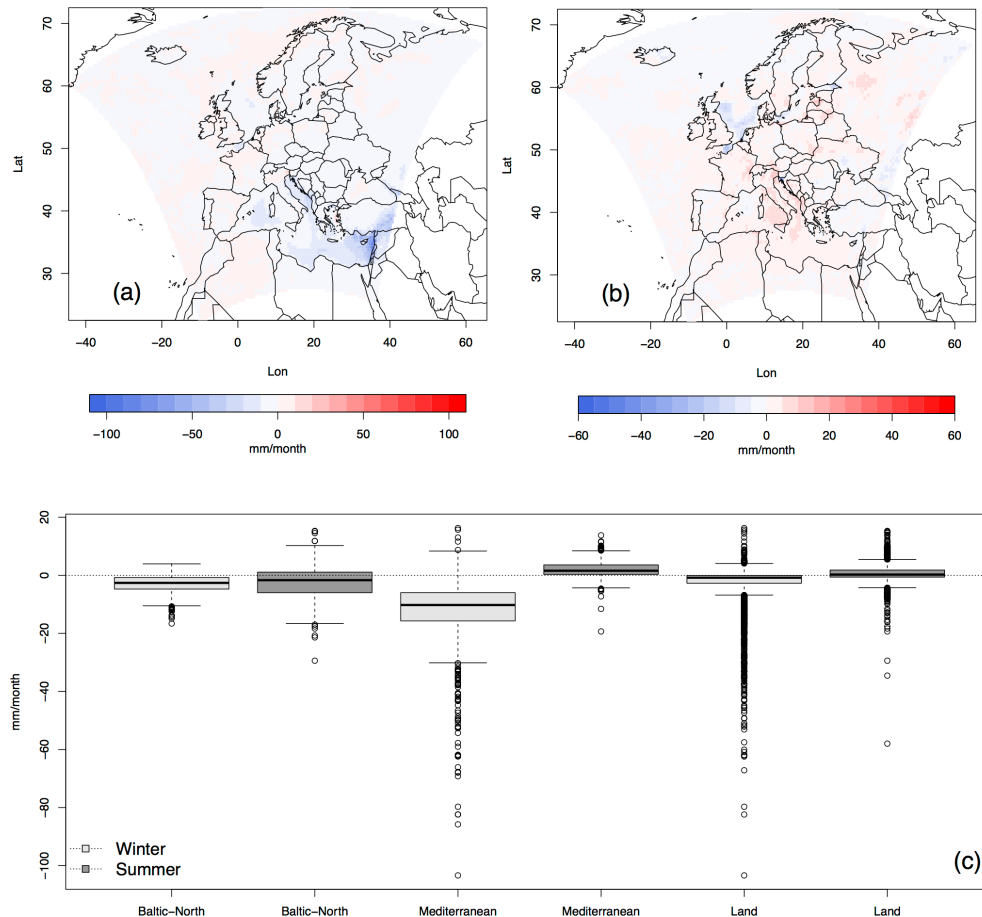 70
60
50
40
30
Lat
(a)
−40 −20 0 20 40 60
Lon
−100 −50 0 50 100
mm/month
70
60
50
40
30
Lat
(b)
−40 −20 0 20 40 60
Lon
−60 −40 −20 0 20 40 60
mm/month
20
0
−20
−40
−60
−80
−100
mm/month
Winter
Summer
(c)
Baltic−North Baltic−North Mediterranean Mediterranean Land Land